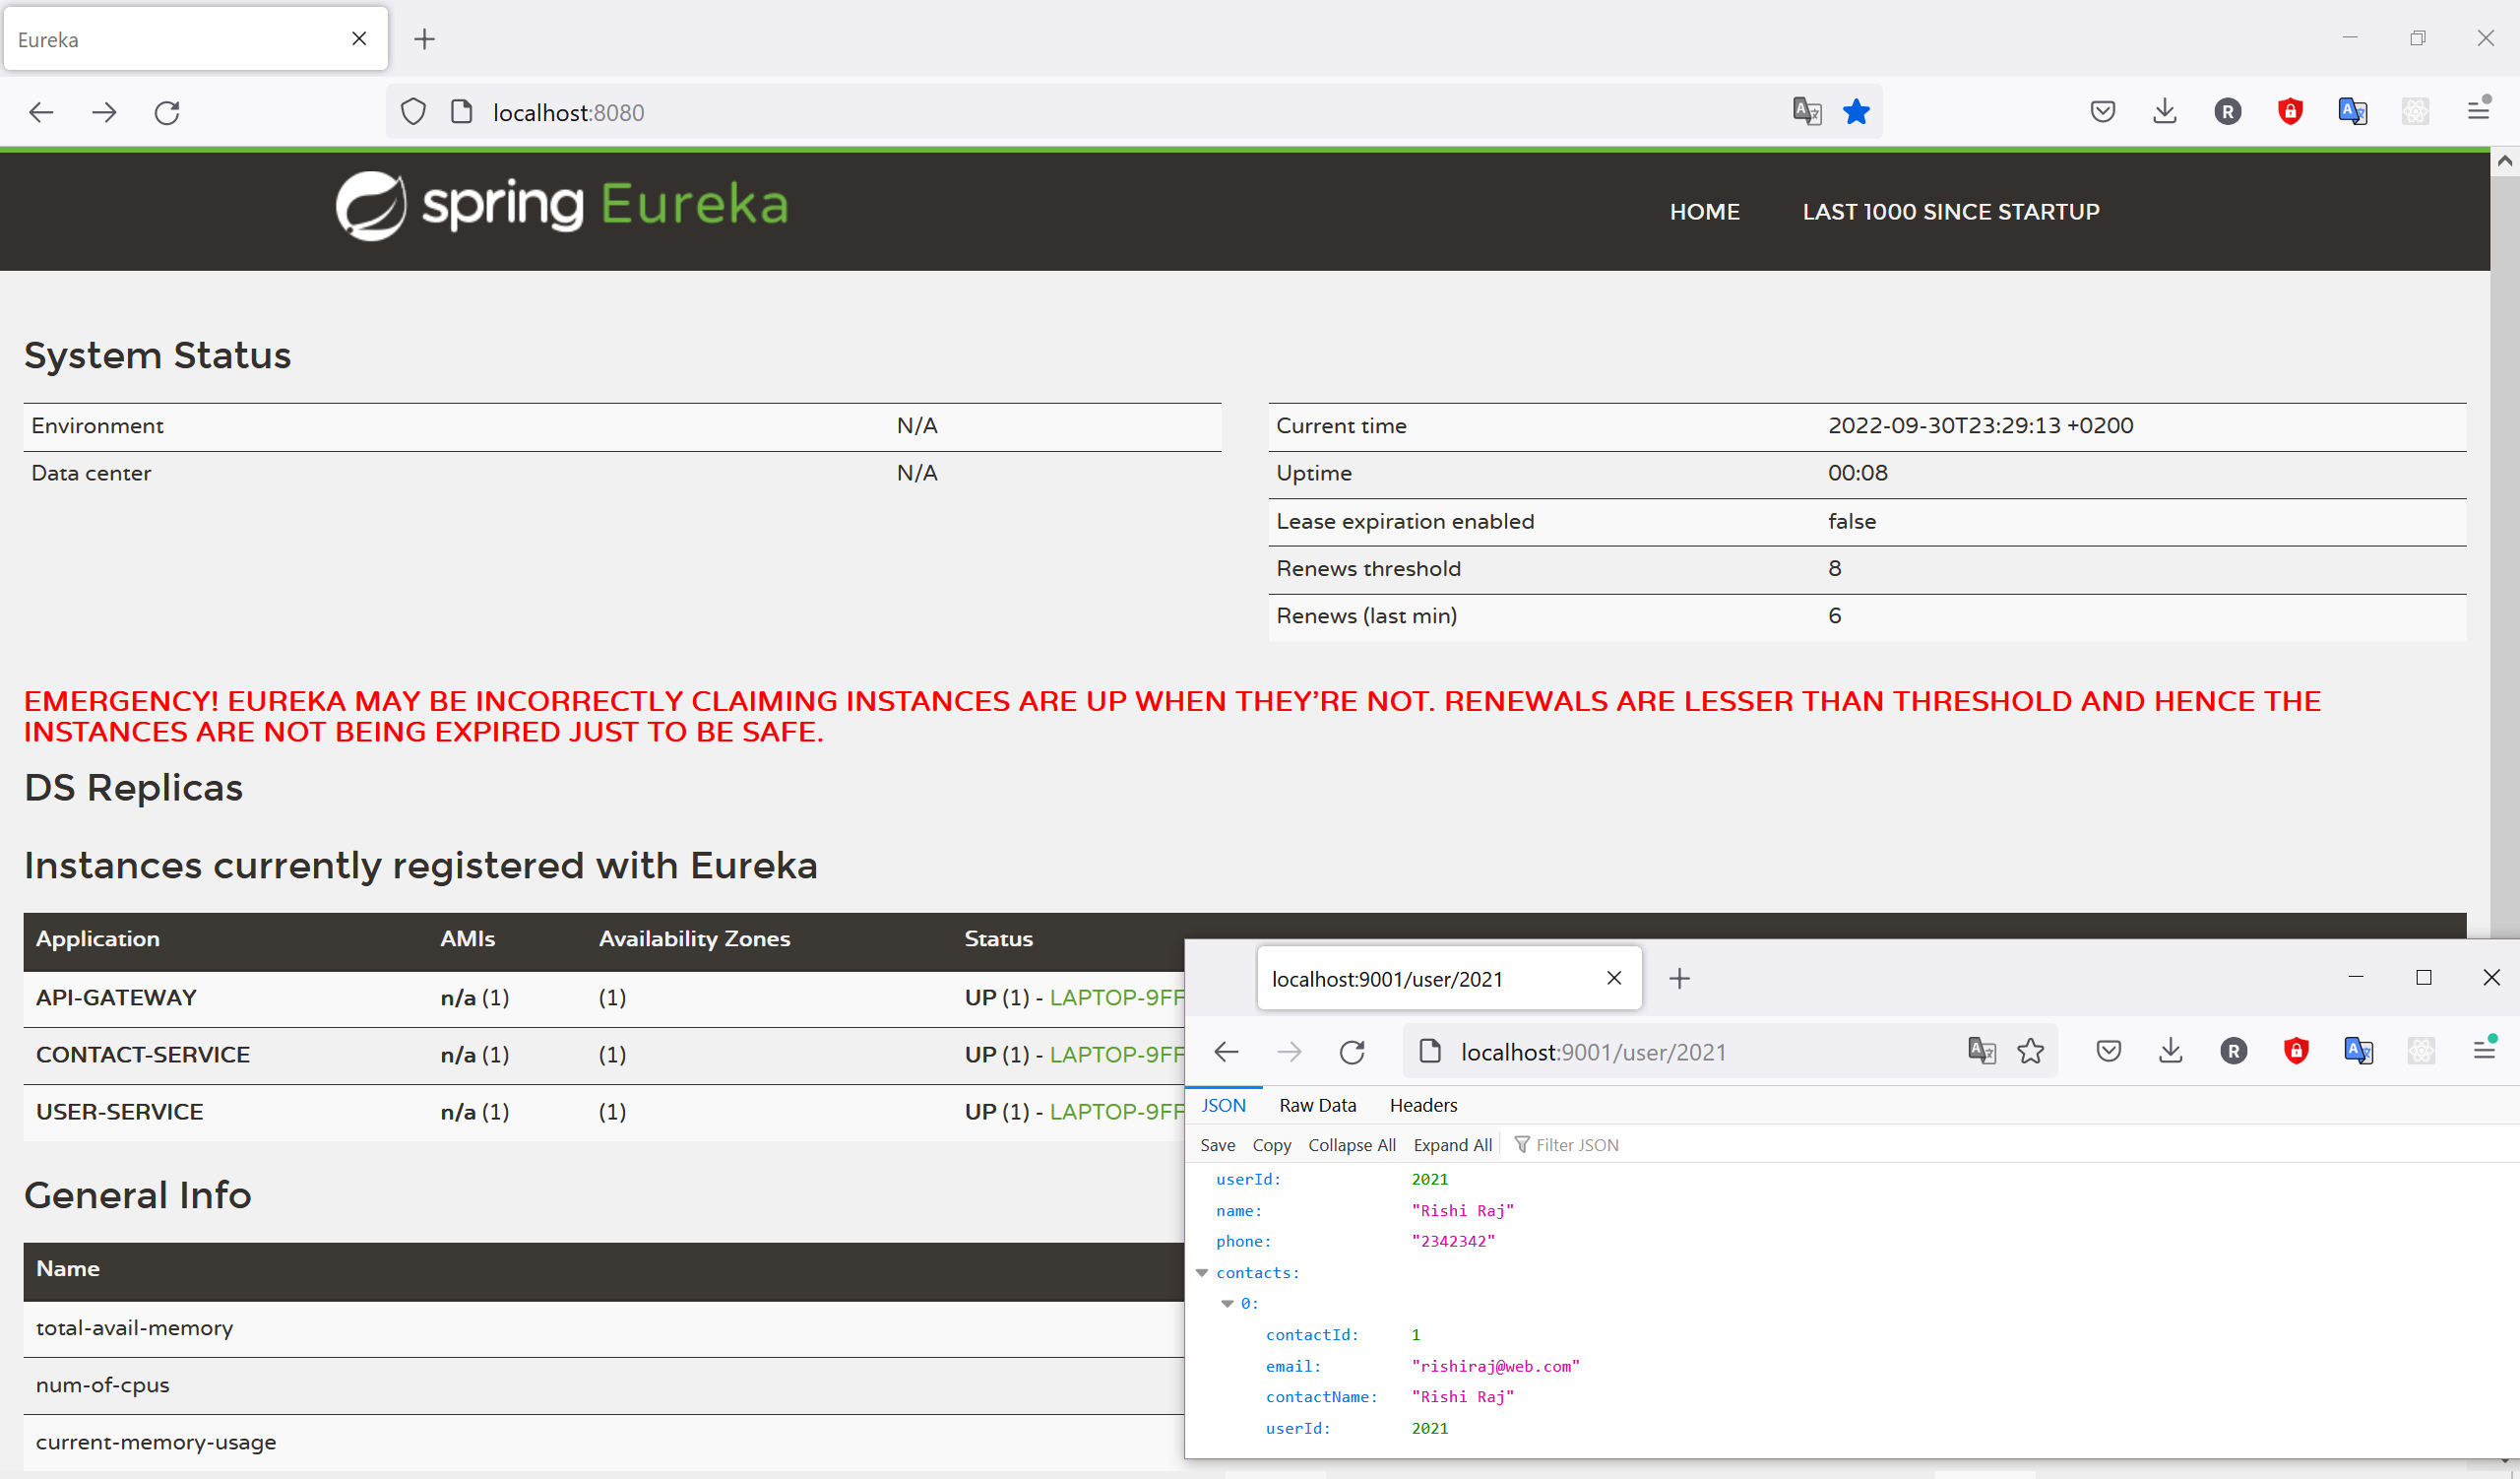 Eureka
localhost:8080
spring Eureka
HOME LAST 1000 SINCE STARTUP
System Status
Environment N/A
Data center N/A
Current time 2022-09-30T23:29:13 +0200
Uptime 00:08
Lease expiration enabled false
Renews threshold 8
Renews (last min) 6
EMERGENCY! EUREKA MAY BE INCORRECTLY CLAIMING INSTANCES ARE UP WHEN THEY'RE NOT. RENEWALS ARE LESSER THAN THRESHOLD AND HENCE THE
INSTANCES ARE NOT BEING EXPIRED JUST TO BE SAFE.
DS Replicas
Instances currently registered with Eureka
Application AMIs Availability Zones Status
API-GATEWAY n/a (1) (1) UP (1) - LAPTOP-9FF
CONTACT-SERVICE n/a (1) (1) UP (1) - LAPTOP-9FF
USER-SERVICE n/a (1) (1) UP (1) - LAPTOP-9FF
General Info
Name
total-avail-memory
num-of-cpus
current-memory-usage
localhost:9001/user/2021
localhost:9001/user/2021
JSON Raw Data Headers
Save Copy Collapse All Expand All Filter JSON
userId: 2021
name: "Rishi Raj"
phone: "2342342"
contacts:
0:
contactId: 1
email: "rishiraj@web.com"
contactName: "Rishi Raj"
userId: 2021